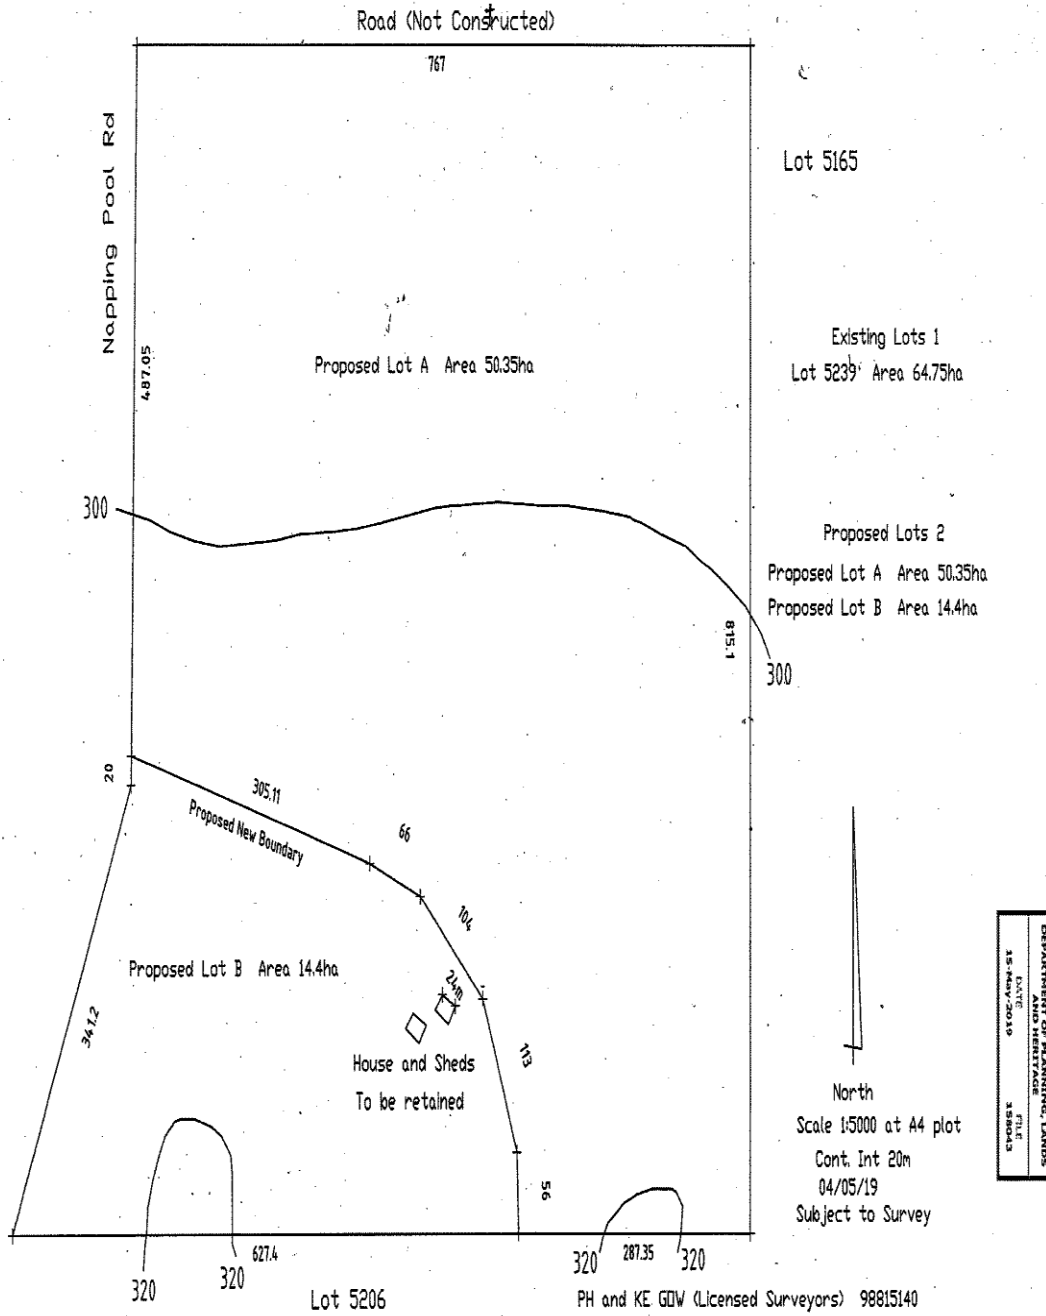 Road (Not Constructed)
767
Napping Pool Rd
Lot 5165
487.05
Proposed Lot A Area 50.35ha
Existing Lots 1
Lot 5239 Area 64.75ha
300
Proposed Lots 2
Proposed Lot A Area 50.35ha
Proposed Lot B Area 14.4ha
815.1
300
20
305.11
Proposed New Boundary
66
104
Proposed Lot B Area 14.4ha
24m
341.2
113
House and Sheds
To be retained
56
North
Scale 1:5000 at A4 plot
Cont. Int 20m
04/05/19
Subject to Survey
DEPARTMENT OF PLANNING, LANDS
AND HERITAGE
DATE FILE
15-May-2019 158043
627.4
287.35
320
320
320
320
Lot 5206
PH and KE GOW (Licensed Surveyors) 98815140